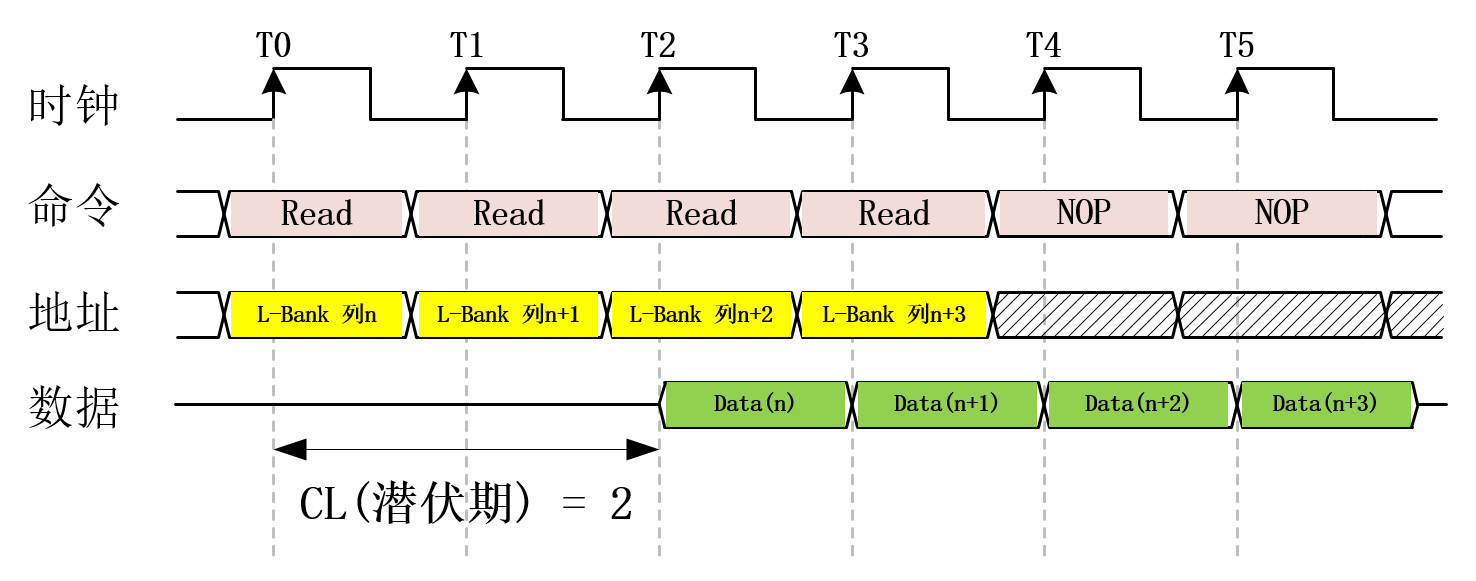 T0 T1 T2 T3 T4 T5
时钟
命令 Read Read Read Read NOP NOP
地址 L-Bank 列n L-Bank 列n+1 L-Bank 列n+2 L-Bank 列n+3
数据 Data(n) Data(n+1) Data(n+2) Data(n+3)
CL(潜伏期) = 2